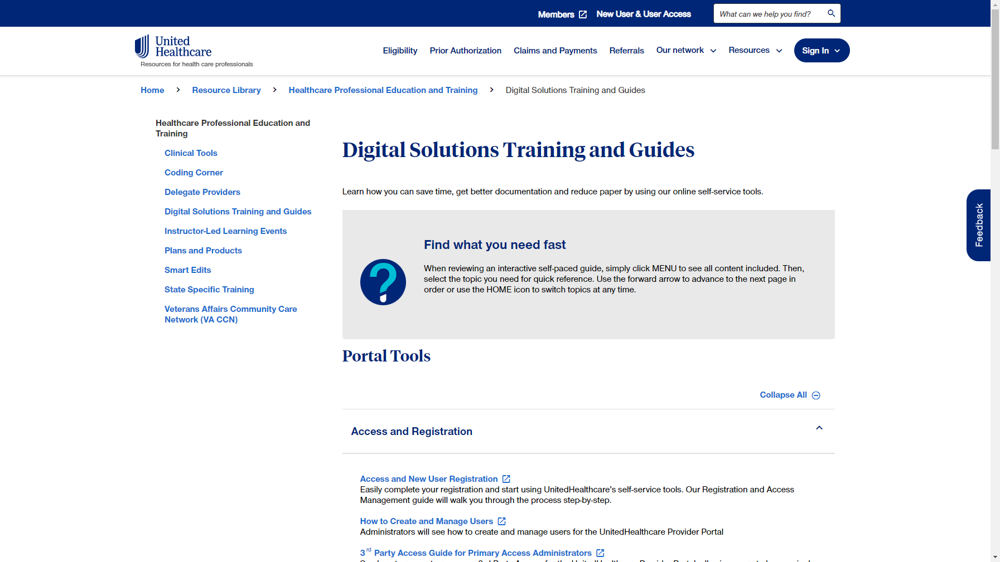 Members
New User & User Access
What can we help you find?
United
Healthcare
Resources for health care professionals
Eligibility
Prior Authorization
Claims and Payments
Referrals
Our network
Resources
Sign In
Home
Resource Library
Healthcare Professional Education and Training
Digital Solutions Training and Guides
Healthcare Professional Education and
Training
Clinical Tools
Coding Corner
Delegate Providers
Digital Solutions Training and Guides
Instructor-Led Learning Events
Plans and Products
Smart Edits
State Specific Training
Veterans Affairs Community Care
Network (VA CCN)
Digital Solutions Training and Guides
Learn how you can save time, get better documentation and reduce paper by using our online self-service tools.
Find what you need fast
When reviewing an interactive self-paced guide, simply click MENU to see all content included. Then,
select the topic you need for quick reference. Use the forward arrow to advance to the next page in
order or use the HOME icon to switch topics at any time.
Feedback
Portal Tools
Collapse All
Access and Registration
Access and New User Registration
Easily complete your registration and start using UnitedHealthcare’s self-service tools. Our Registration and Access
Management guide will walk you through the process step-by-step.
How to Create and Manage Users
Administrators will see how to create and manage users for the UnitedHealthcare Provider Portal
3rd Party Access Guide for Primary Access Administrators